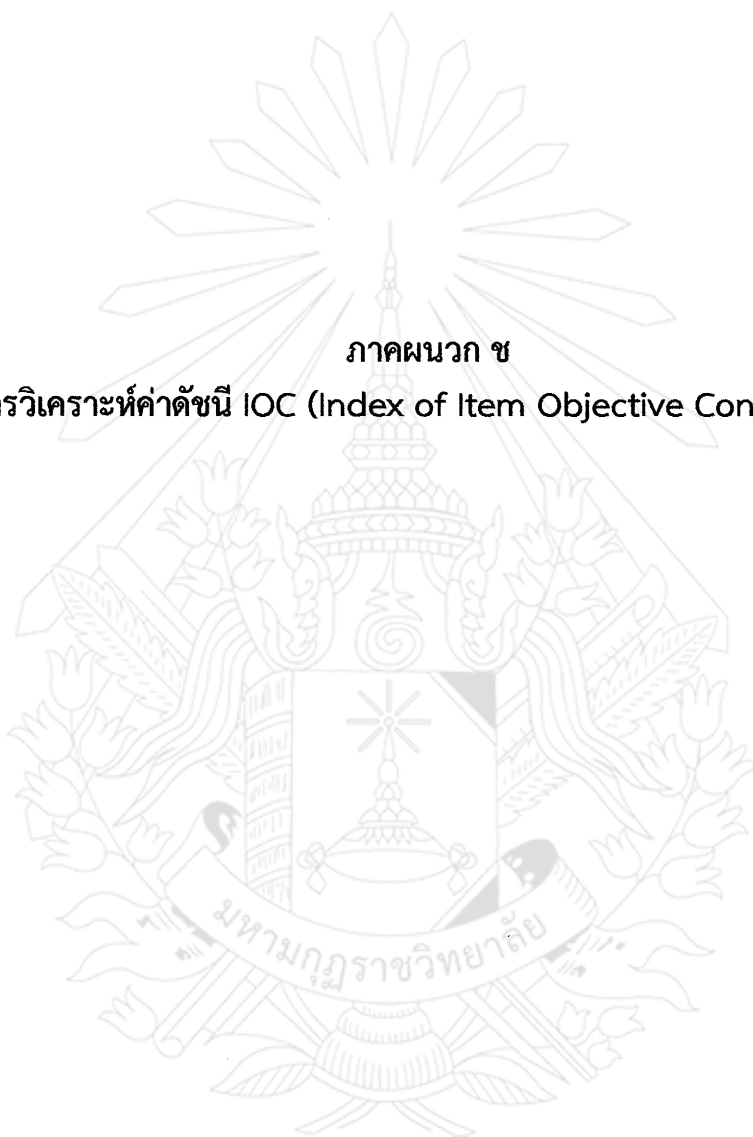 ภาคผนวก ช
รวิเคราะห์ค่าดัชนี IOC (Index of Item Objective Con
มหามกุฏราชวิทยาลัย